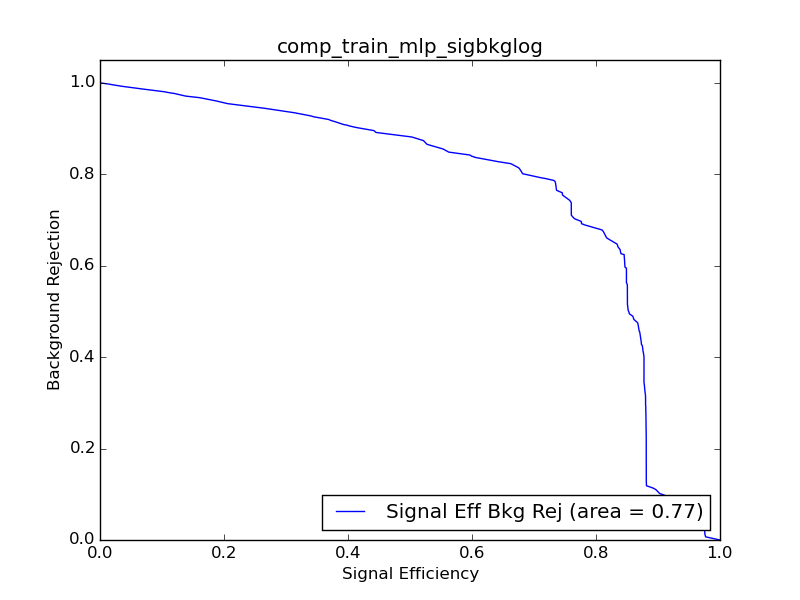 comp_train_mlp_sigbkglog
1.0
0.8
0.6
0.4
0.2
0.0
Background Rejection
Signal Eff Bkg Rej (area = 0.77)
0.0 0.2 0.4 0.6 0.8 1.0
Signal Efficiency